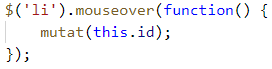 $('li').mouseover(function() {
    mutat(this.id);
});